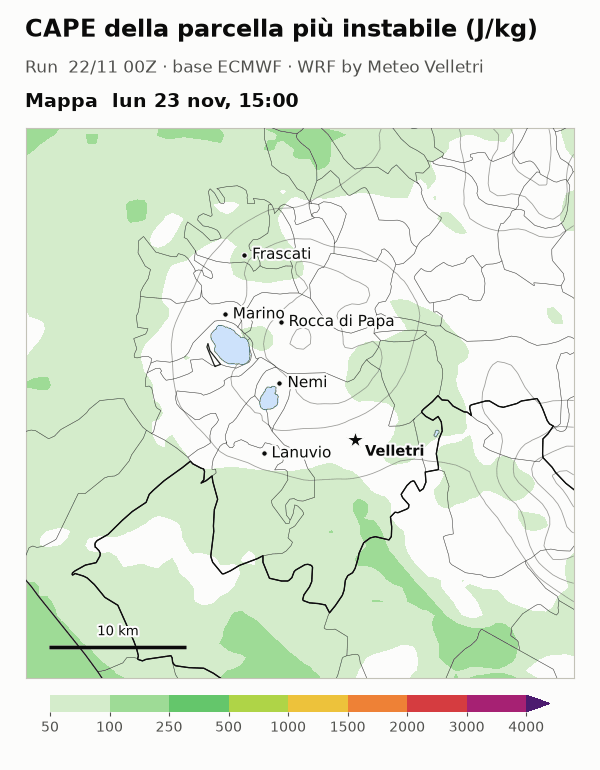 CAPE della parcella più instabile (J/kg)
Run  22/11 00Z · base ECMWF · WRF by Meteo Velletri
Mappa  lun 23 nov, 15:00
Frascati
Marino
Rocca di Papa
Nemi
Velletri
Lanuvio
10 km
50 100 250 500 1000 1500 2000 3000 4000